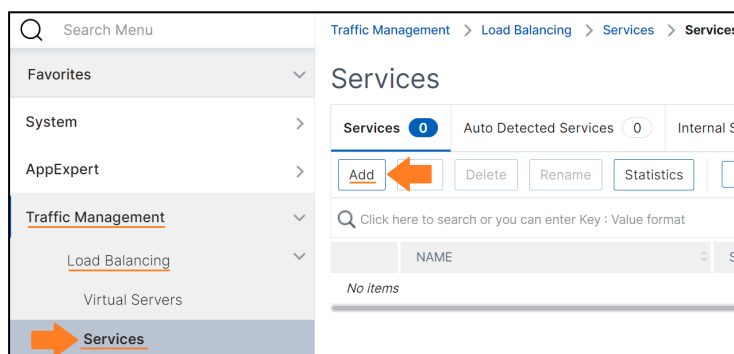 Search Menu
Favorites
System
AppExpert
Traffic Management
Load Balancing
Virtual Servers
Services
Traffic Management > Load Balancing > Services > Services
Services
Services 0 Auto Detected Services 0 Internal S
Add Delete Rename Statistics
Click here to search or you can enter Key : Value format
NAME S
No items